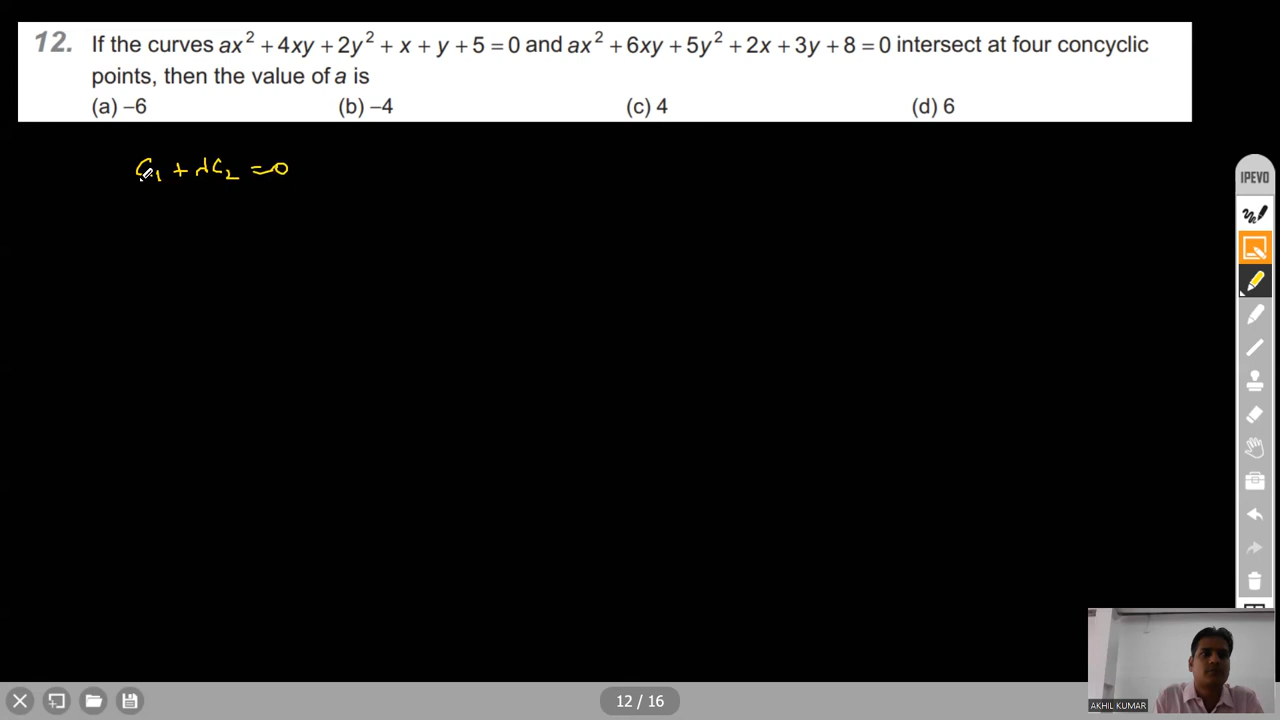 12. If the curves ax² + 4xy + 2y² + x + y + 5 = 0 and ax² + 6xy + 5y² + 2x + 3y + 8 = 0 intersect at four concyclic
points, then the value of a is
(a) –6 (b) –4 (c) 4 (d) 6
C₁ + λC₂ = 0
IPEVO
12 / 16
AKHIL KUMAR